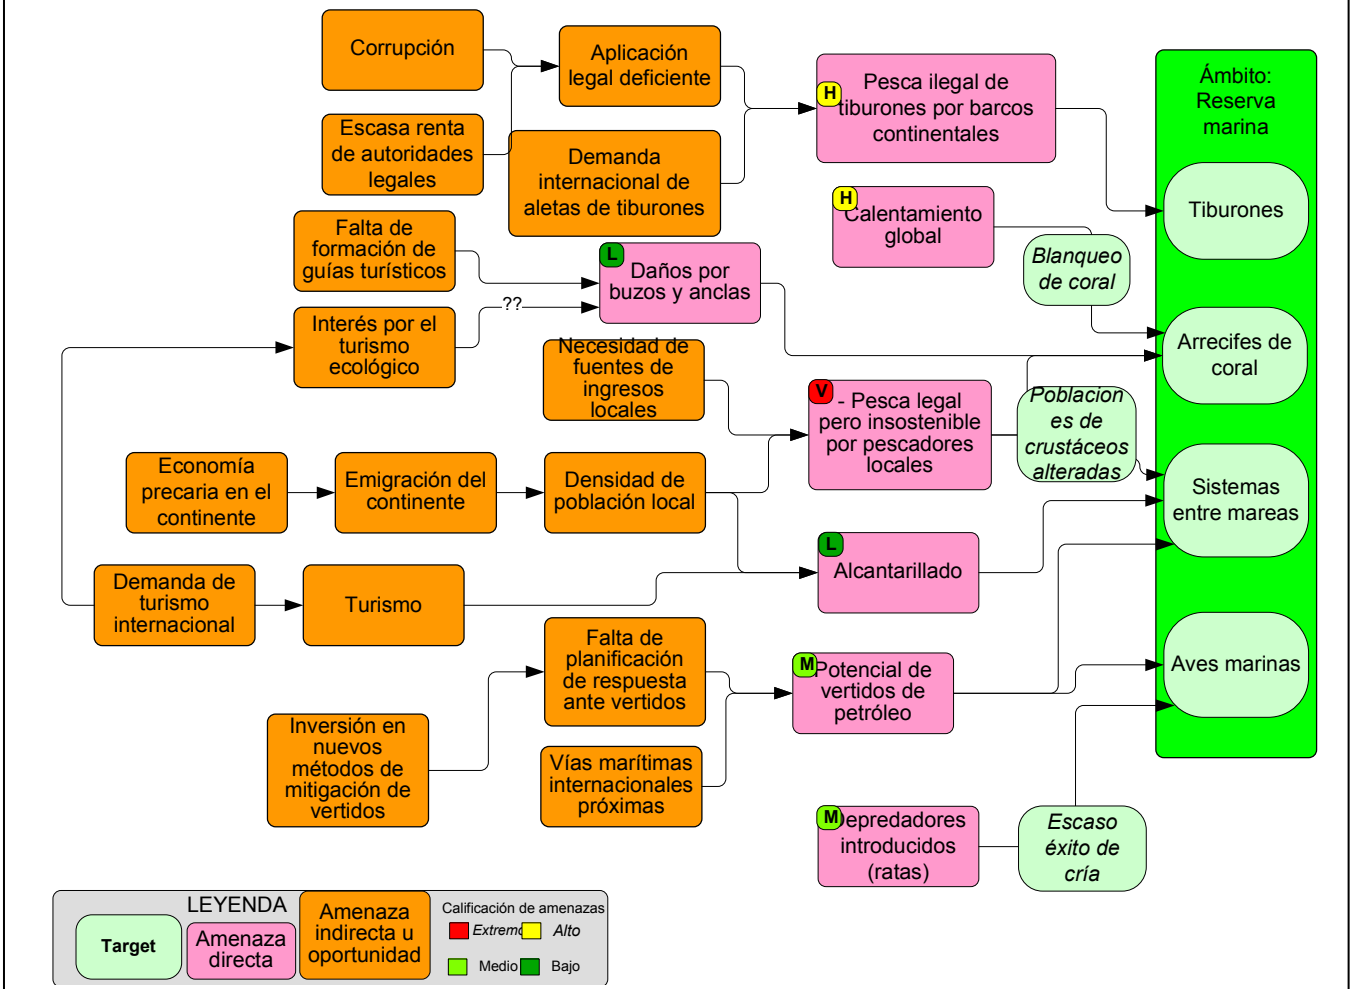 Corrupción
Aplicación
legal deficiente
Escasa renta
de autoridades
legales
Demanda
internacional de
aletas de tiburones
H
Pesca ilegal de
tiburones por barcos
continentales
Ámbito:
Reserva
marina
Tiburones
H
Calentamiento
global
Blanqueo
de coral
Falta de
formación de
guías turísticos
L
Daños por
buzos y anclas
??
Interés por el
turismo
ecológico
Arrecifes de
coral
Necesidad de
fuentes de
ingresos
locales
V
- Pesca legal
pero insostenible
por pescadores
locales
Poblacion
es de
crustáceos
alteradas
Economía
precaria en el
continente
Emigración del
continente
Densidad de
población local
Sistemas
entre mareas
L
Alcantarillado
Demanda de
turismo
internacional
Turismo
Falta de
planificación
de respuesta
ante vertidos
M
Potencial de
vertidos de
petróleo
Aves marinas
Inversión en
nuevos
métodos de
mitigación de
vertidos
Vías marítimas
internacionales
próximas
M
Depredadores
introducidos
(ratas)
Escaso
éxito de
cría
LEYENDA
Target
Amenaza
directa
Amenaza
indirecta u
oportunidad
Calificación de amenazas
Extremo
Alto
Medio
Bajo